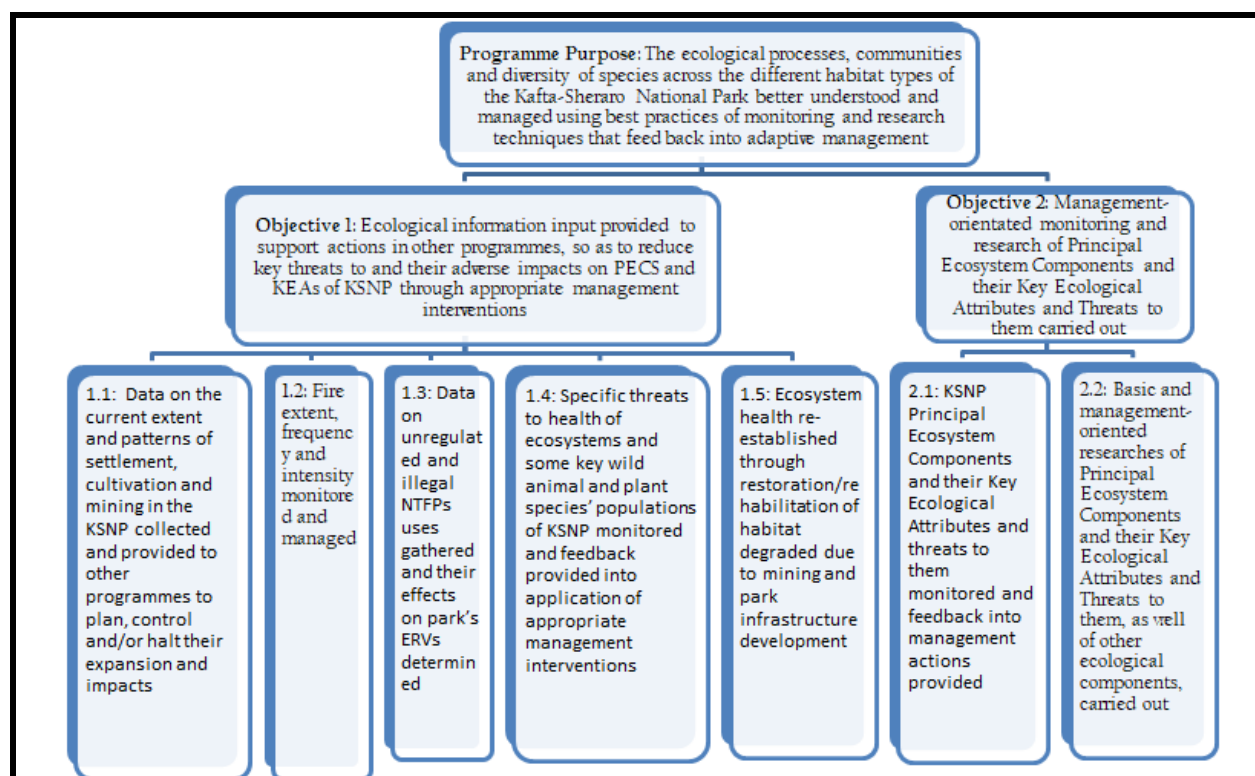 Programme Purpose: The ecological processes, communities
and diversity of species across the different habitat types of
the Kafta-Sheraro National Park better understood and
managed using best practices of monitoring and research
techniques that feed back into adaptive management
Objective 1: Ecological information input provided to
support actions in other programmes, so as to reduce
key threats to and their adverse impacts on PECS and
KEAs of KSNP through appropriate management
interventions
Objective 2: Management-
orientated monitoring and
research of Principal
Ecosystem Components and
their Key Ecological
Attributes and Threats to
them carried out
1.1: Data on the
current extent
and patterns of
settlement,
cultivation and
mining in the
KSNP collected
and provided to
other
programmes to
plan, control
and/or halt their
expansion and
impacts
1.2: Fire
extent,
frequenc
y and
intensity
monitore
d and
managed
1.3: Data
on
unregulat
ed and
illegal
NTFPs
uses
gathered
and their
effects
on park's
ERVs
determin
ed
1.4: Specific threats
to health of
ecosystems and
some key wild
animal and plant
species' populations
of KSNP monitored
and feedback
provided into
application of
appropriate
management
interventions
1.5: Ecosystem
health re-
established
through
restoration/re
habilitation of
habitat
degraded due
to mining and
park
infrastructure
development
2.1: KSNP
Principal
Ecosystem
Components
and their Key
Ecological
Attributes and
threats to
them
monitored and
feedback into
management
actions
provided
2.2: Basic and
management-
oriented
researches of
Principal
Ecosystem
Components
and their Key
Ecological
Attributes and
Threats to
them, as well
of other
ecological
components,
carried out